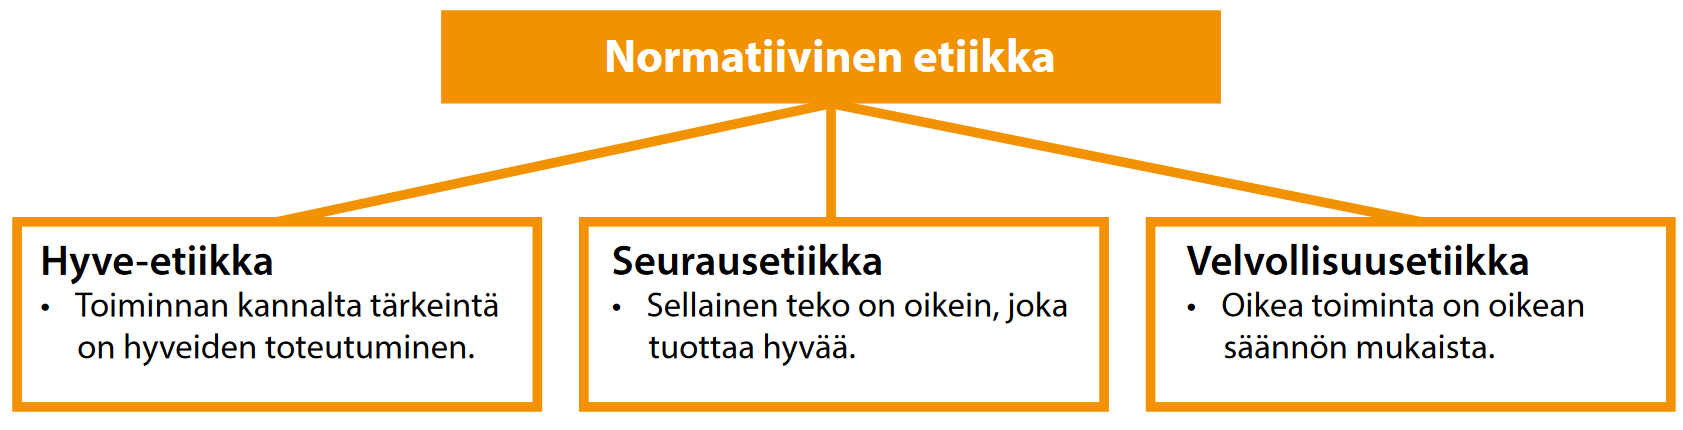 Normatiivinen etiikka
Hyve-etiikka
• Toiminnan kannalta tärkeintä
on hyveiden toteutuminen.
Seurausetiikka
• Sellainen teko on oikein, joka
tuottaa hyvää.
Velvollisuusetiikka
• Oikea toiminta on oikean
säännön mukaista.